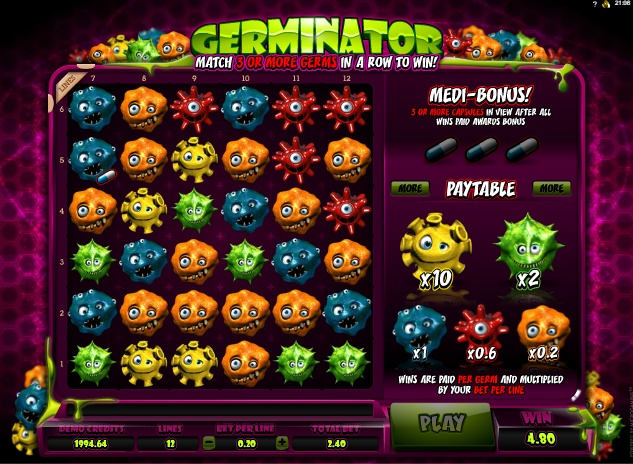 ? 21:06
GERMINATOR
MATCH 3 OR MORE GERMS IN A ROW TO WIN!
LINES
7 8 9 10 11 12
6
5
4
3
2
1
MEDI-BONUS!
3 OR MORE CAPSULES IN VIEW AFTER ALL
WINS PAID AWARDS BONUS
MORE PAYTABLE MORE
x10 x2
x1 x0.6 x0.2
WINS ARE PAID PER GERM AND MULTIPLIED
BY YOUR BET PER LINE
DEMO CREDITS LINES BET PER LINE TOTAL BET
1994.64 12 0.20 2.40
PLAY
WIN
4.80